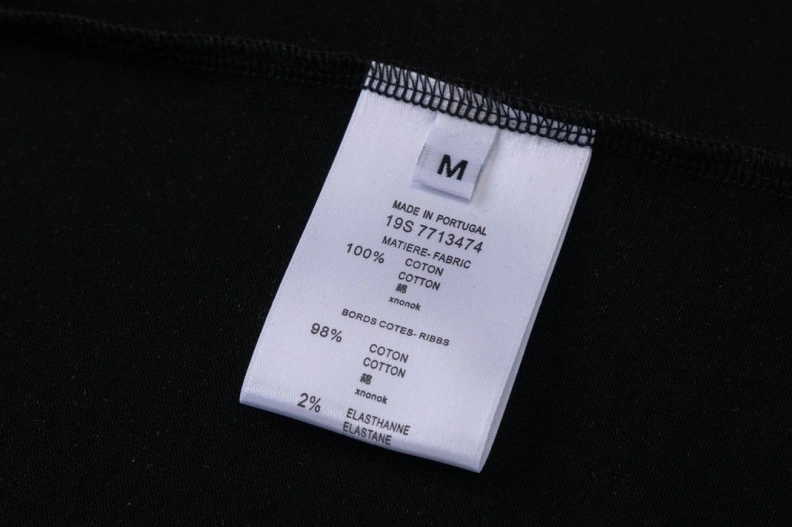 M
MADE IN PORTUGAL
19S 7713474
MATIERE- FABRIC
100% COTON
COTTON
綿
xnonok
BORDS COTES- RIBBS
98% COTON
COTTON
綿
xnonok
2% ELASTHANNE
ELASTANE